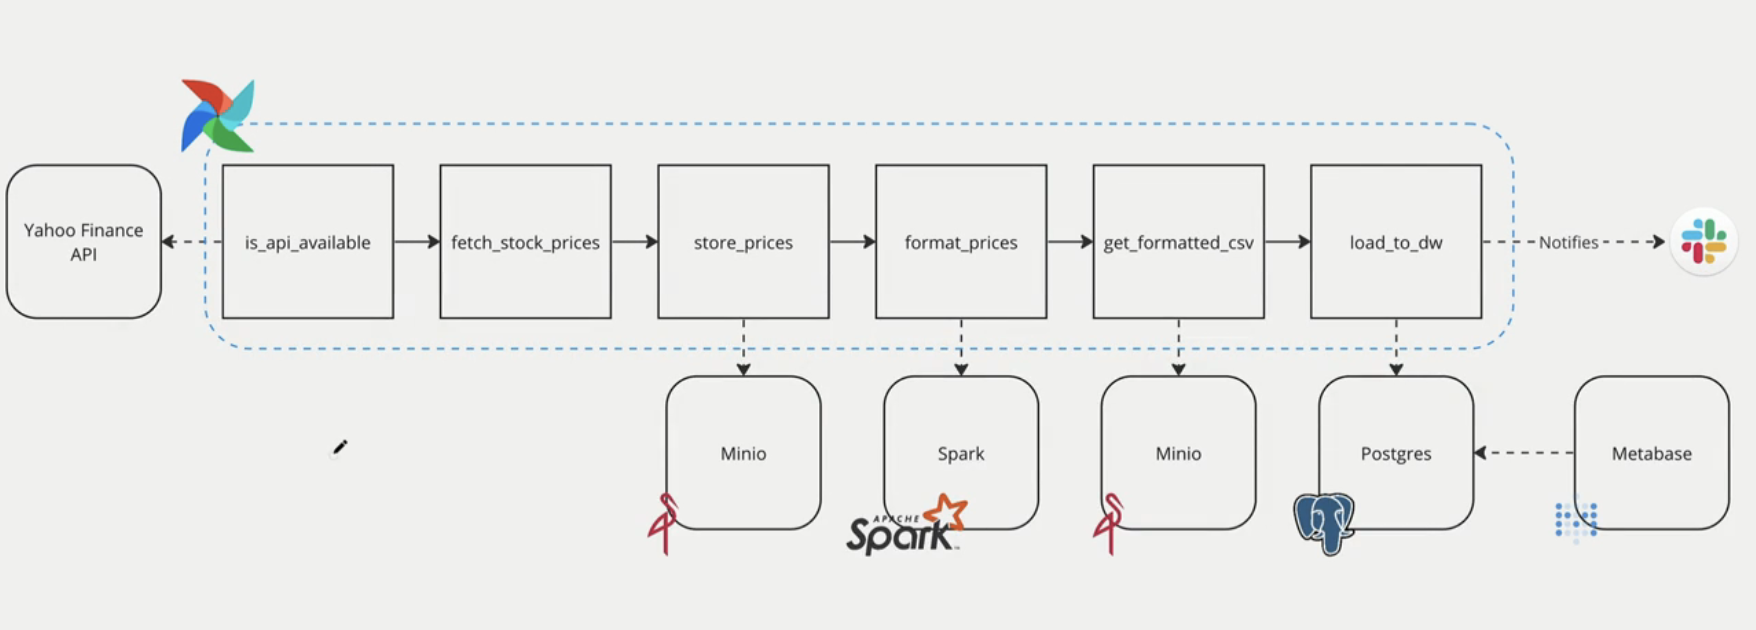 Yahoo Finance
API
is_api_available
fetch_stock_prices
store_prices
format_prices
get_formatted_csv
load_to_dw
Notifies
Minio
Spark
Minio
Postgres
Metabase
APACHE
Spark